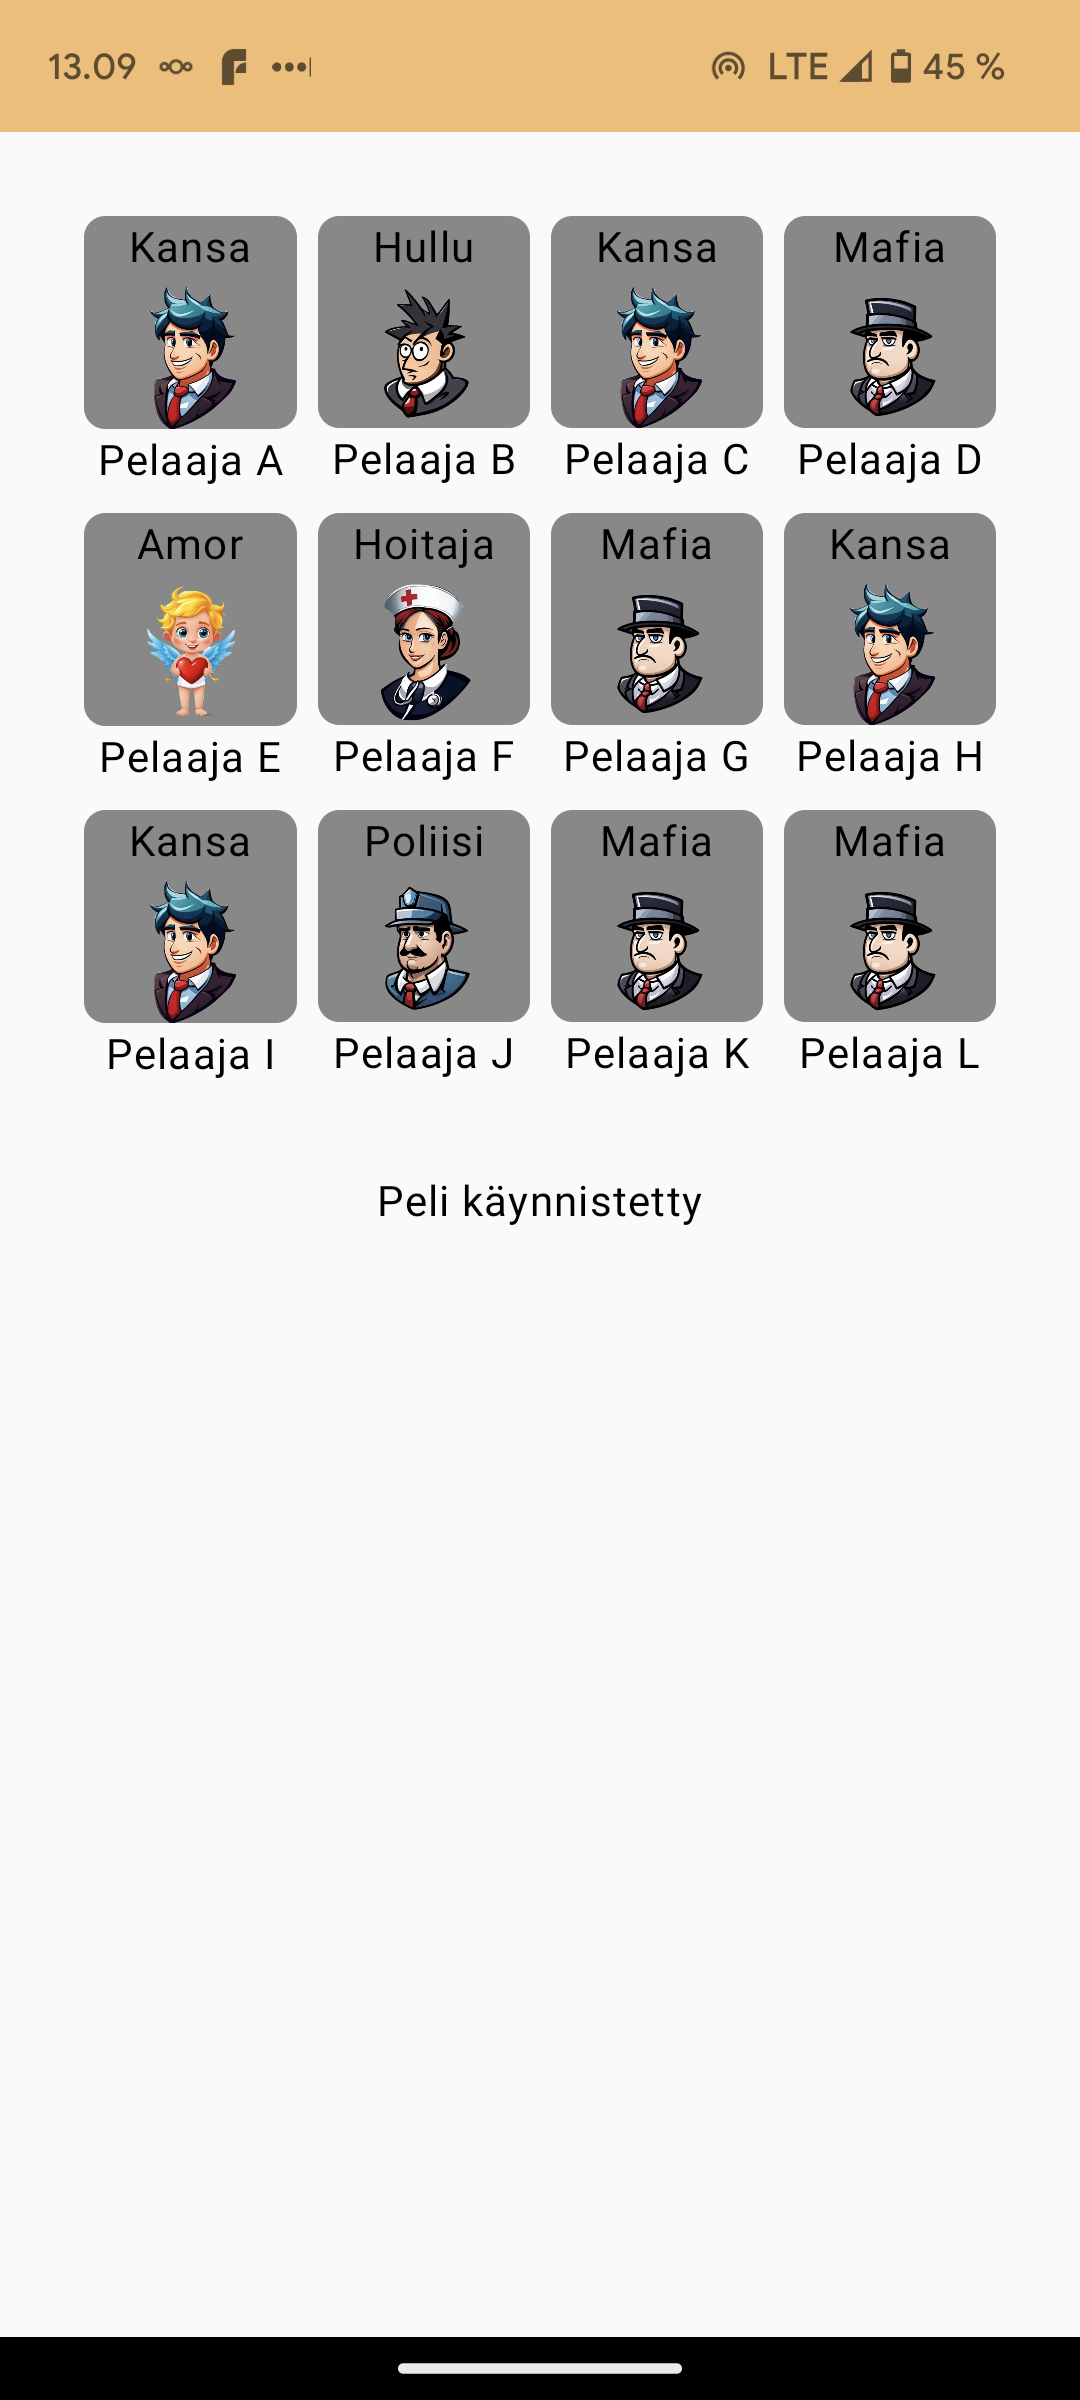 13.09 LTE 45 %
Kansa Hullu Kansa Mafia
Pelaaja A Pelaaja B Pelaaja C Pelaaja D
Amor Hoitaja Mafia Kansa
Pelaaja E Pelaaja F Pelaaja G Pelaaja H
Kansa Poliisi Mafia Mafia
Pelaaja I Pelaaja J Pelaaja K Pelaaja L
Peli käynnistetty